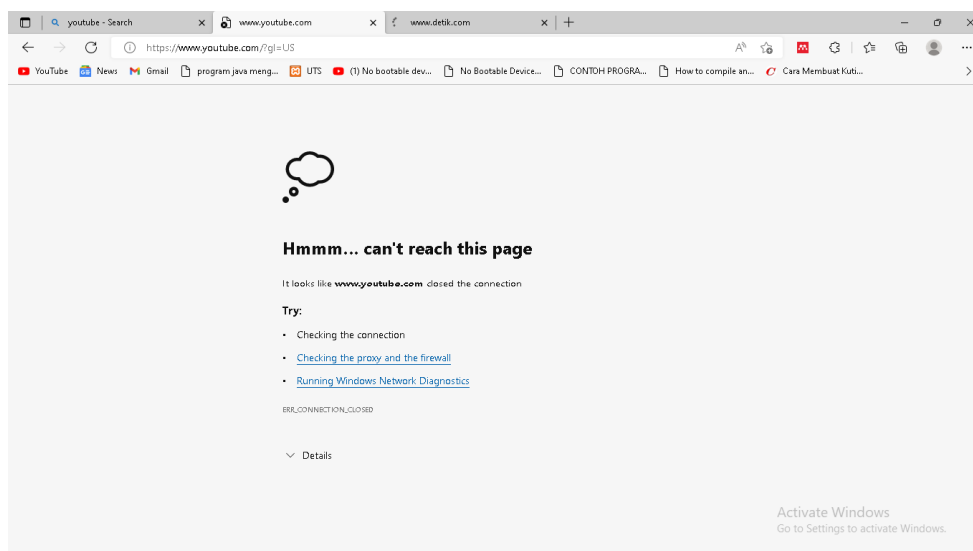 youtube - Search
www.youtube.com
www.detik.com
https://www.youtube.com/?gl=US
YouTube
News
Gmail
program java meng...
UTS
(1) No bootable dev...
No Bootable Device...
CONTOH PROGRA...
How to compile an...
Cara Membuat Kuti...
Hmmm... can't reach this page
It looks like www.youtube.com closed the connection
Try:
• Checking the connection
• Checking the proxy and the firewall
• Running Windows Network Diagnostics
ERR_CONNECTION_CLOSED
Details
Activate Windows
Go to Settings to activate Windows.